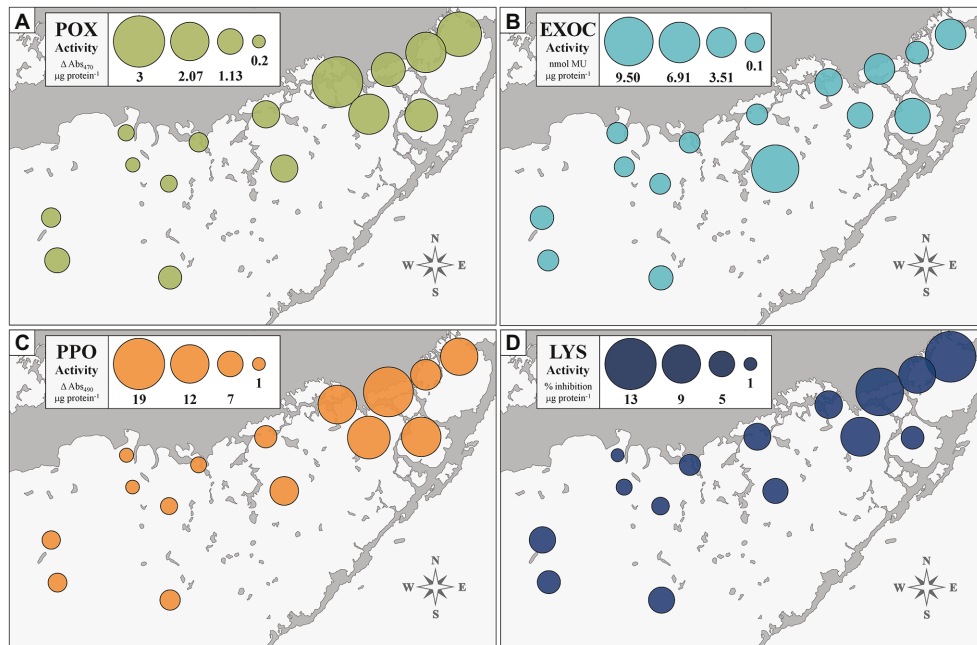 A
POX
Activity
Δ Abs₄₇₀
µg protein⁻¹
3 2.07 1.13 0.2
N
W E
S
B
EXOC
Activity
nmol MU
µg protein⁻¹
9.50 6.91 3.51 0.1
N
W E
S
C
PPO
Activity
Δ Abs₄₉₀
µg protein⁻¹
19 12 7 1
N
W E
S
D
LYS
Activity
% inhibition
µg protein⁻¹
13 9 5 1
N
W E
S